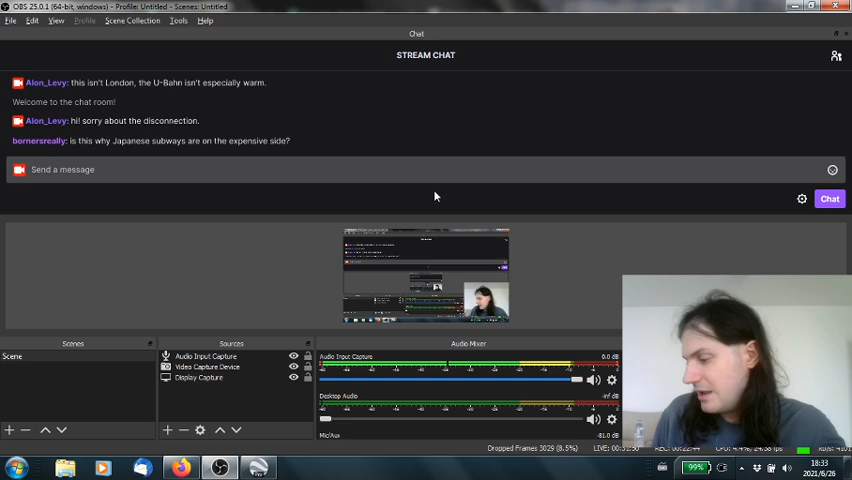 OBS 25.0.1 (64-bit, windows) - Profile: Untitled - Scenes: Untitled
File Edit View Profile Scene Collection Tools Help
Chat
STREAM CHAT
Alon_Levy: this isn't London, the U-Bahn isn't especially warm.
Welcome to the chat room!
Alon_Levy: hi! sorry about the disconnection.
bornersreally: is this why Japanese subways are on the expensive side?
Send a message
Chat
Scenes Sources Audio Mixer
Scene
Audio Input Capture
Video Capture Device
Display Capture
Audio Input Capture 0.0 dB
Desktop Audio -inf dB
Mic/Aux -81.0 dB
Dropped Frames 3029 (8.5%)
99%
18:33
2021/6/26